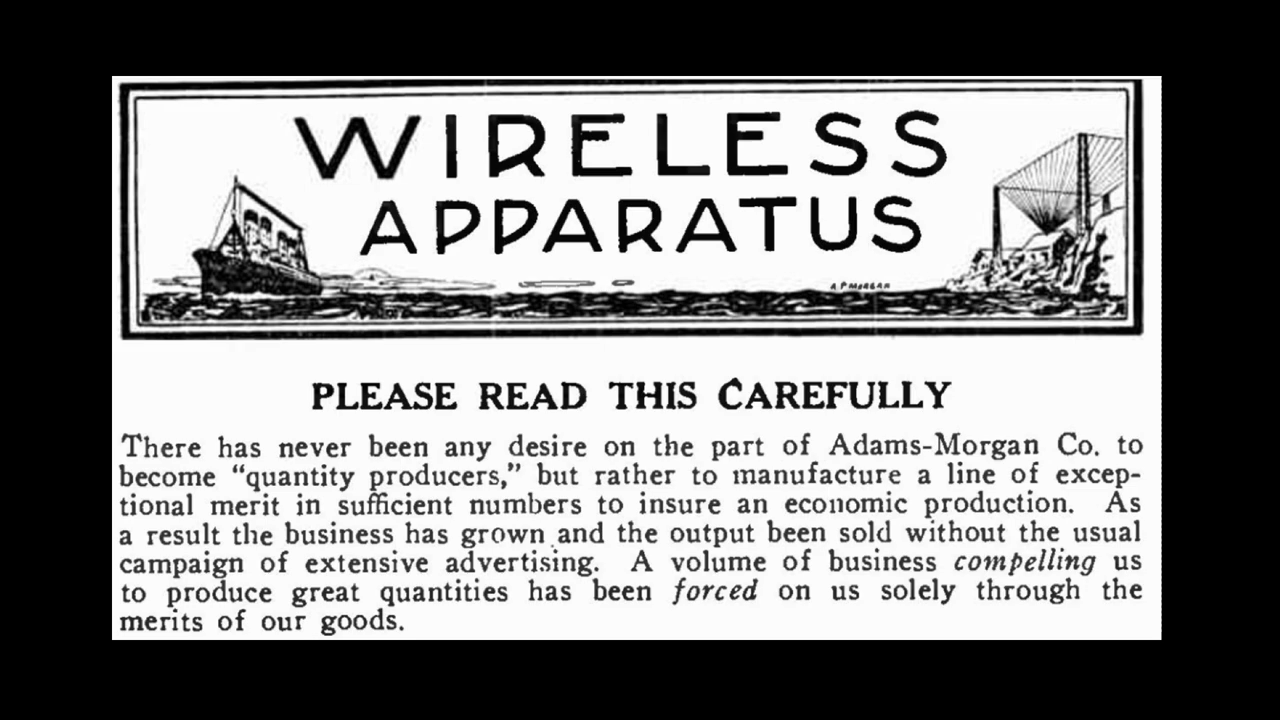 WIRELESS
APPARATUS
A P MORGAN
PLEASE READ THIS CAREFULLY
There has never been any desire on the part of Adams-Morgan Co. to
become “quantity producers,” but rather to manufacture a line of excep-
tional merit in sufficient numbers to insure an economic production. As
a result the business has grown and the output been sold without the usual
campaign of extensive advertising. A volume of business compelling us
to produce great quantities has been forced on us solely through the
merits of our goods.